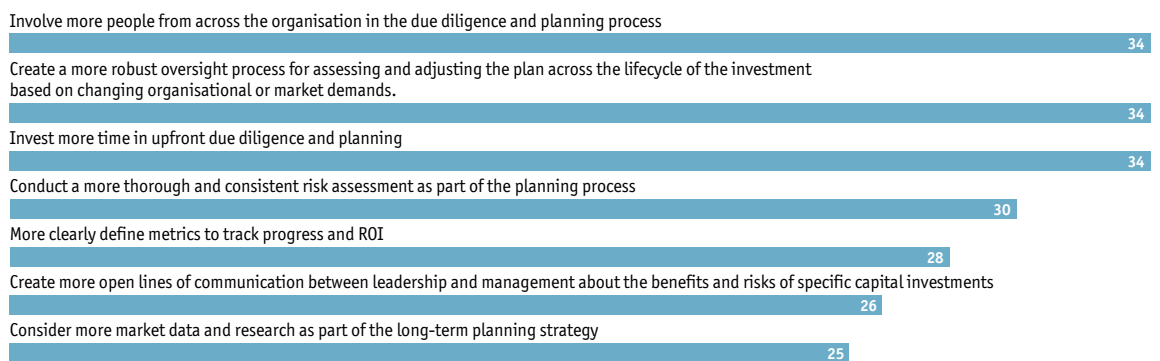 Involve more people from across the organisation in the due diligence and planning process
34
Create a more robust oversight process for assessing and adjusting the plan across the lifecycle of the investment
based on changing organisational or market demands.
34
Invest more time in upfront due diligence and planning
34
Conduct a more thorough and consistent risk assessment as part of the planning process
30
More clearly define metrics to track progress and ROI
28
Create more open lines of communication between leadership and management about the benefits and risks of specific capital investments
26
Consider more market data and research as part of the long-term planning strategy
25